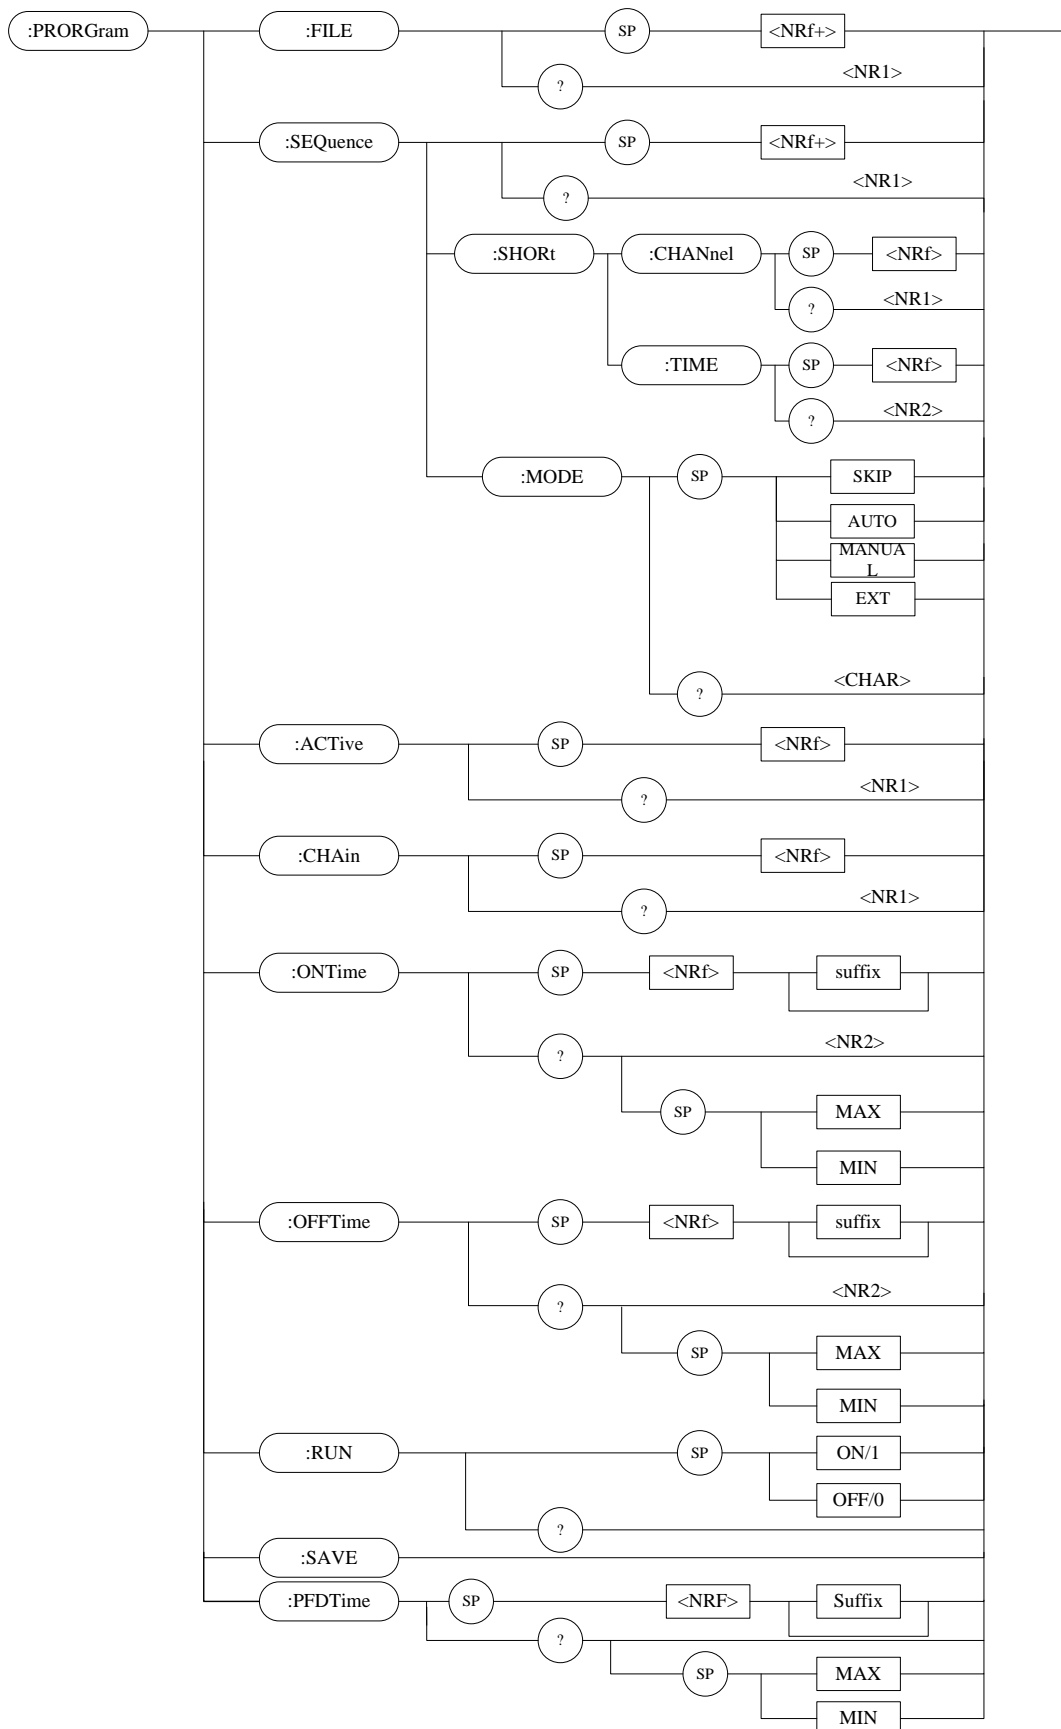 :PRORGram :FILE SP <NRf+>
? <NR1>
:SEQuence SP <NRf+>
? <NR1>
:SHORt :CHANnel SP <NRf>
? <NR1>
:TIME SP <NRf>
? <NR2>
:MODE SP SKIP
AUTO
MANUA
L
EXT
? <CHAR>
:ACTive SP <NRf>
? <NR1>
:CHAin SP <NRf>
? <NR1>
:ONTime SP <NRf> suffix
? <NR2>
SP MAX
MIN
:OFFTime SP <NRf> suffix
? <NR2>
SP MAX
MIN
:RUN SP ON/1
OFF/0
?
:SAVE
:PFDTime SP <NRF> Suffix
?
SP MAX
MIN